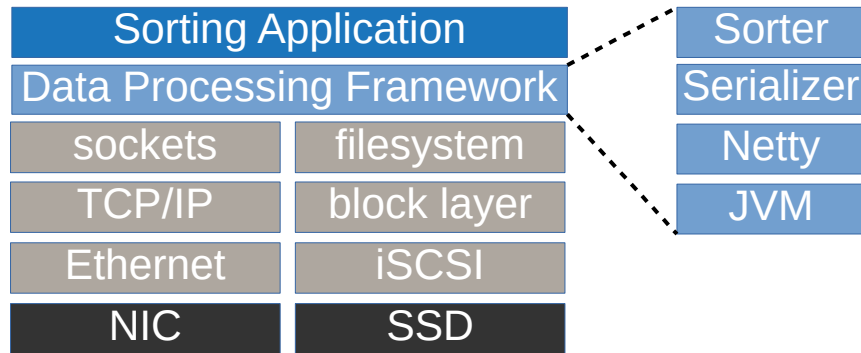 Sorting Application
Data Processing Framework
sockets
filesystem
TCP/IP
block layer
Ethernet
iSCSI
NIC
SSD
Sorter
Serializer
Netty
JVM